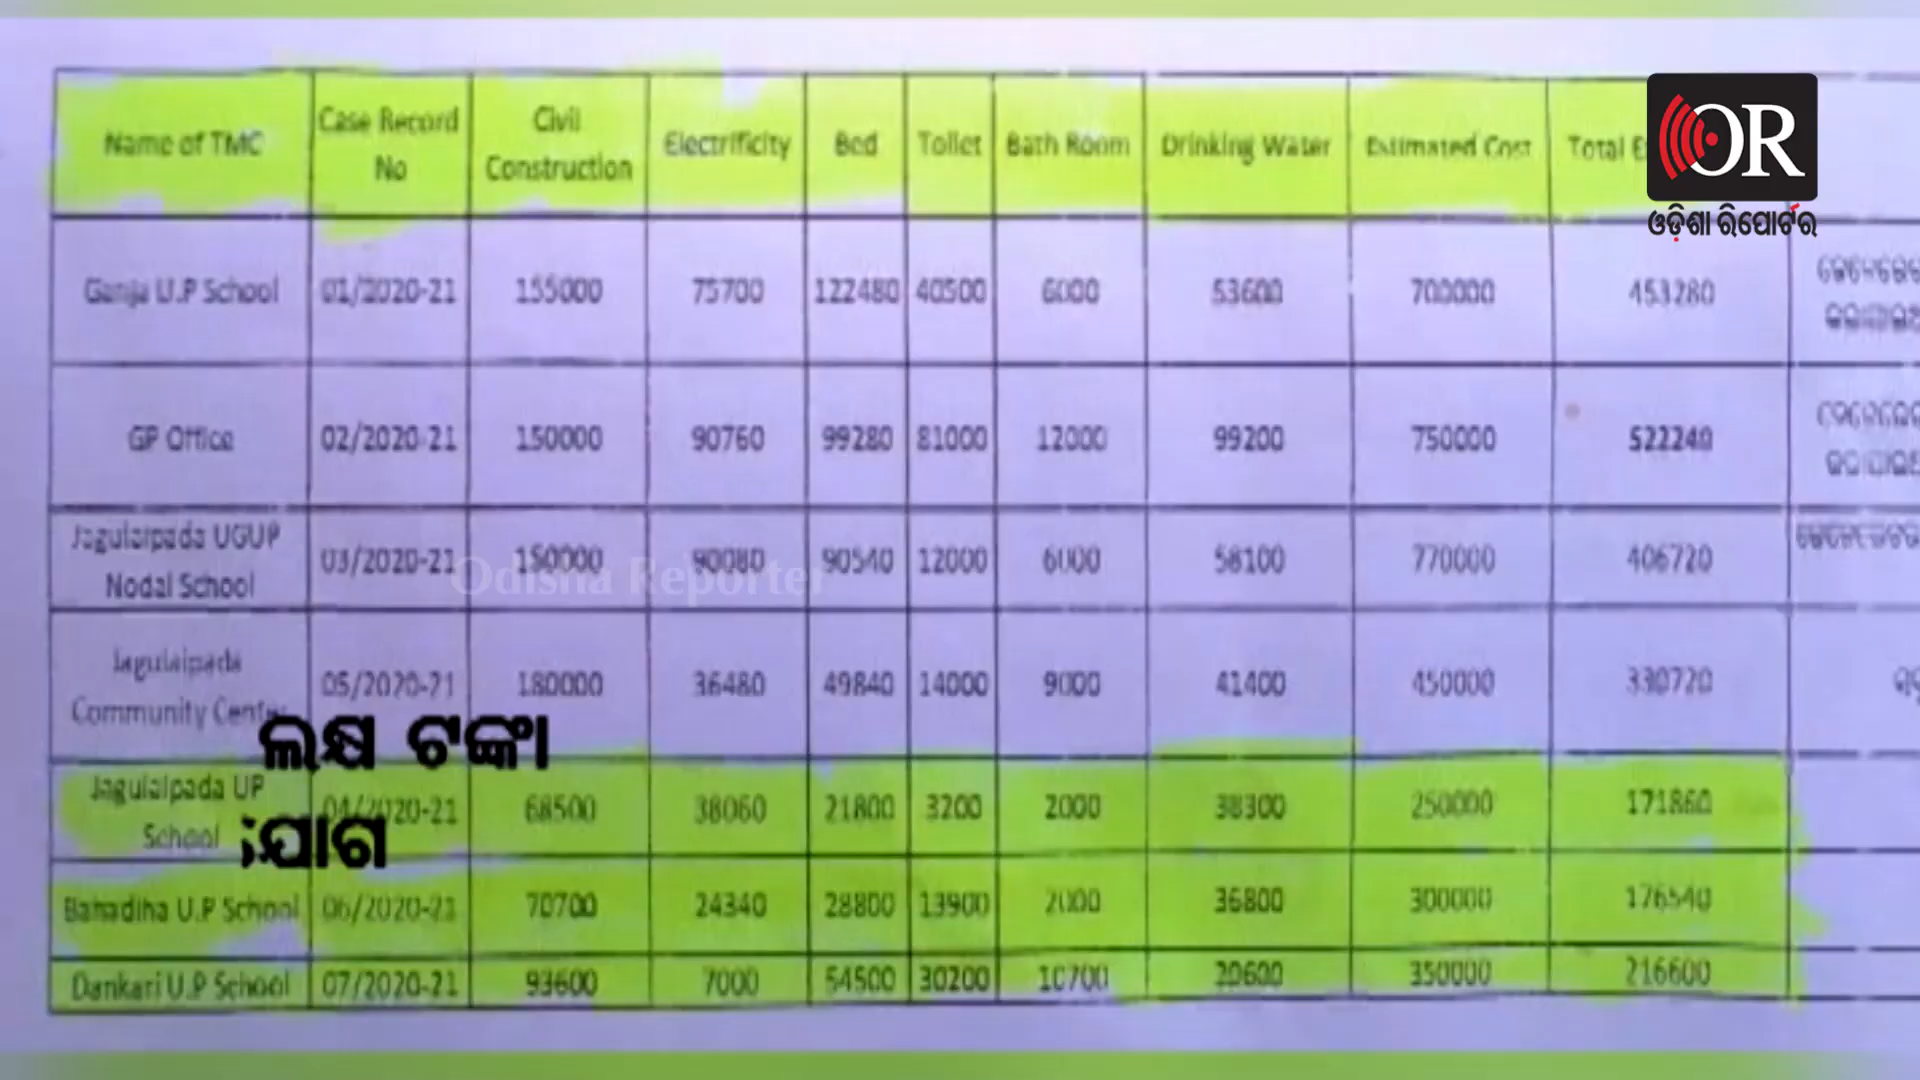 Name of TMC Case Record No Civil Construction Electrificity Bed Toilet Bath Room Drinking Water Estimated Cost Total
OR
ଓଡ଼ିଶା ରିପୋର୍ଟର
Ganja U.P School 01/2020-21 155000 75700 122480 40500 6000 53600 700000 453280
GP Office 02/2020-21 150000 90760 99280 81000 12000 99200 750000 522240
Jagulaipada UGUP Nodal School 03/2020-21 150000 90080 90540 12000 6000 58100 770000 406720
Odisha Reporter
Jagulaipada Community Center 05/2020-21 180000 36480 49840 14000 9000 41400 450000 330720
ଲକ୍ଷ ଟଙ୍କା
Jagulaipada UP School 04/2020-21 68500 38060 21800 3200 2000 38300 250000 171860
ଯୋଗ
Bahadiha U.P School 06/2020-21 70700 24340 28800 13900 2000 36800 300000 176540
Dankari U.P School 07/2020-21 93600 7000 54500 30200 10700 20600 350000 216600